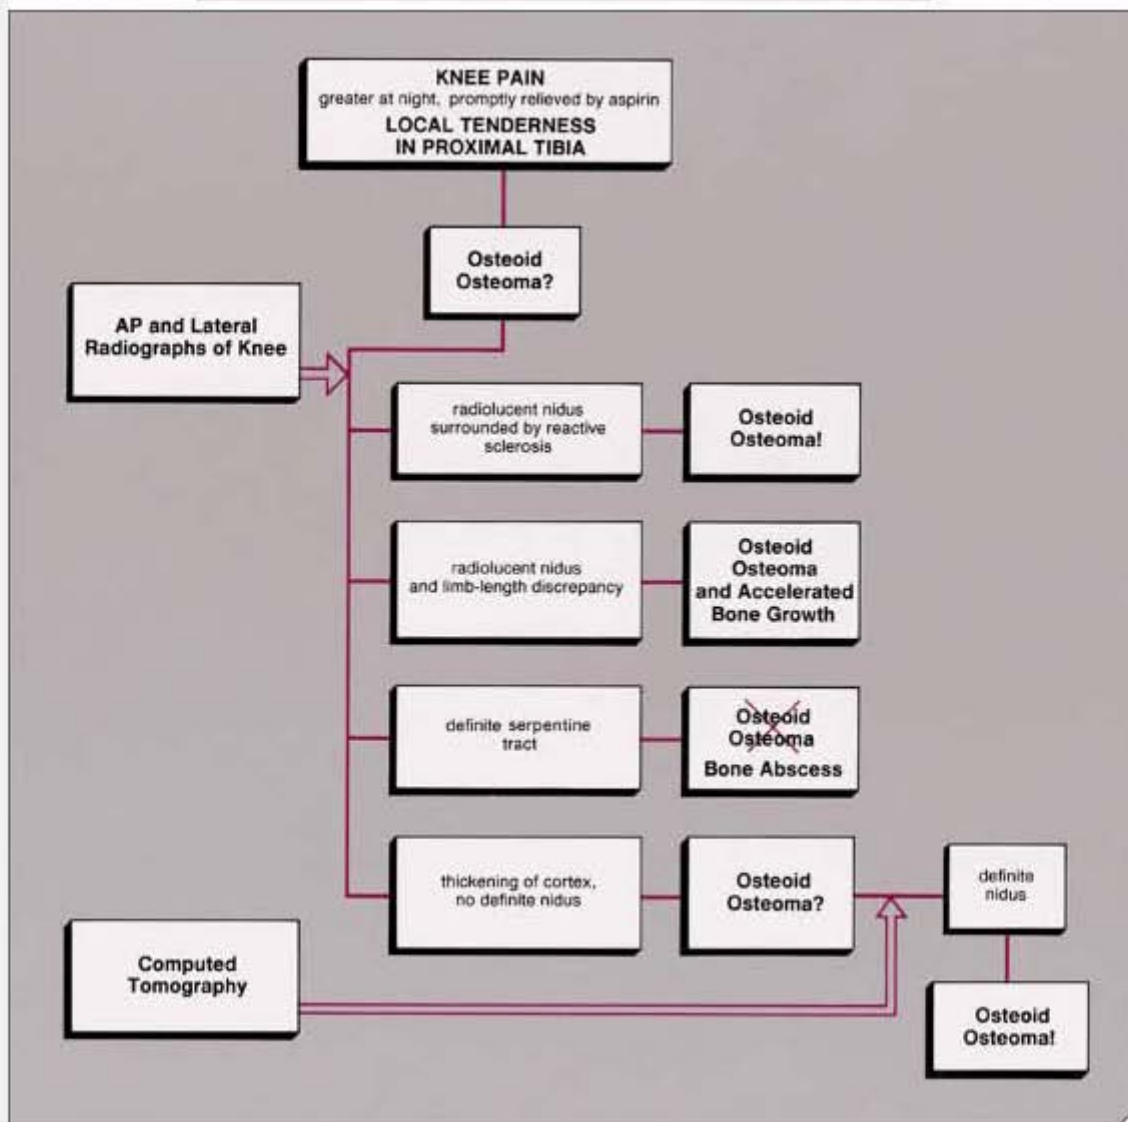 KNEE PAIN
greater at night, promptly relieved by aspirin
LOCAL TENDERNESS
IN PROXIMAL TIBIA
Osteoid
Osteoma?
AP and Lateral
Radiographs of Knee
radiolucent nidus
surrounded by reactive
sclerosis
Osteoid
Osteoma!
radiolucent nidus
and limb-length discrepancy
Osteoid
Osteoma
and Accelerated
Bone Growth
definite serpentine
tract
Osteoid
Osteoma
Bone Abscess
thickening of cortex,
no definite nidus
Osteoid
Osteoma?
definite
nidus
Computed
Tomography
Osteoid
Osteoma!